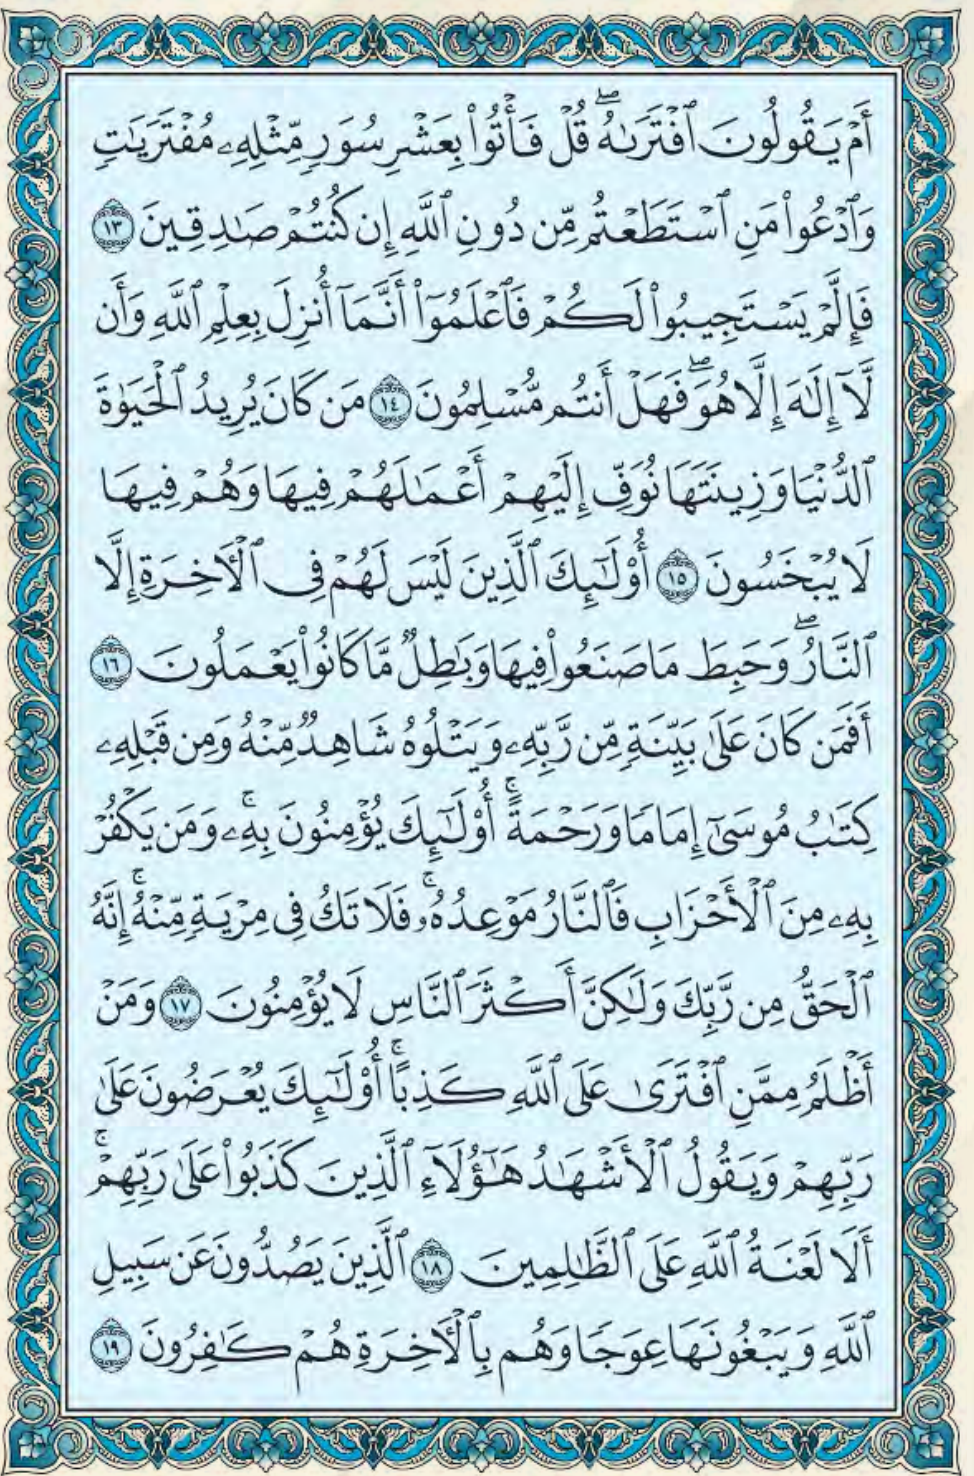 أَمْ يَقُولُونَ ٱفْتَرَىٰهُ ۖ قُلْ فَأْتُوا۟ بِعَشْرِ سُوَرٍ مِّثْلِهِۦ مُفْتَرَيَٰتٍ
وَٱدْعُوا۟ مَنِ ٱسْتَطَعْتُم مِّن دُونِ ٱللَّهِ إِن كُنتُمْ صَٰدِقِينَ ١٣
فَإِلَّمْ يَسْتَجِيبُوا۟ لَكُمْ فَٱعْلَمُوٓا۟ أَنَّمَآ أُنزِلَ بِعِلْمِ ٱللَّهِ وَأَن
لَّآ إِلَٰهَ إِلَّا هُوَ ۖ فَهَلْ أَنتُم مُّسْلِمُونَ ١٤ مَن كَانَ يُرِيدُ ٱلْحَيَوٰةَ
ٱلدُّنْيَا وَزِينَتَهَا نُوَفِّ إِلَيْهِمْ أَعْمَٰلَهُمْ فِيهَا وَهُمْ فِيهَا
لَا يُبْخَسُونَ ١٥ أُو۟لَٰٓئِكَ ٱلَّذِينَ لَيْسَ لَهُمْ فِى ٱلْءَاخِرَةِ إِلَّا
ٱلنَّارُ ۖ وَحَبِطَ مَا صَنَعُوا۟ فِيهَا وَبَٰطِلٌ مَّا كَانُوا۟ يَعْمَلُونَ ١٦
أَفَمَن كَانَ عَلَىٰ بَيِّنَةٍ مِّن رَّبِّهِۦ وَيَتْلُوهُ شَاهِدٌ مِّنْهُ وَمِن قَبْلِهِۦ
كِتَٰبُ مُوسَىٰٓ إِمَامًا وَرَحْمَةً ۚ أُو۟لَٰٓئِكَ يُؤْمِنُونَ بِهِۦ ۚ وَمَن يَكْفُرْ
بِهِۦ مِنَ ٱلْأَحْزَابِ فَٱلنَّارُ مَوْعِدُهُۥ ۚ فَلَا تَكُ فِى مِرْيَةٍ مِّنْهُ ۚ إِنَّهُ
ٱلْحَقُّ مِن رَّبِّكَ وَلَٰكِنَّ أَكْثَرَ ٱلنَّاسِ لَا يُؤْمِنُونَ ١٧ وَمَنْ
أَظْلَمُ مِمَّنِ ٱفْتَرَىٰ عَلَى ٱللَّهِ كَذِبًا ۚ أُو۟لَٰٓئِكَ يُعْرَضُونَ عَلَىٰ
رَبِّهِمْ وَيَقُولُ ٱلْأَشْهَٰدُ هَٰٓؤُلَآءِ ٱلَّذِينَ كَذَبُوا۟ عَلَىٰ رَبِّهِمْ ۚ
أَلَا لَعْنَةُ ٱللَّهِ عَلَى ٱلظَّٰلِمِينَ ١٨ ٱلَّذِينَ يَصُدُّونَ عَن سَبِيلِ
ٱللَّهِ وَيَبْغُونَهَا عِوَجًا وَهُم بِٱلْءَاخِرَةِ هُمْ كَٰفِرُونَ ١٩